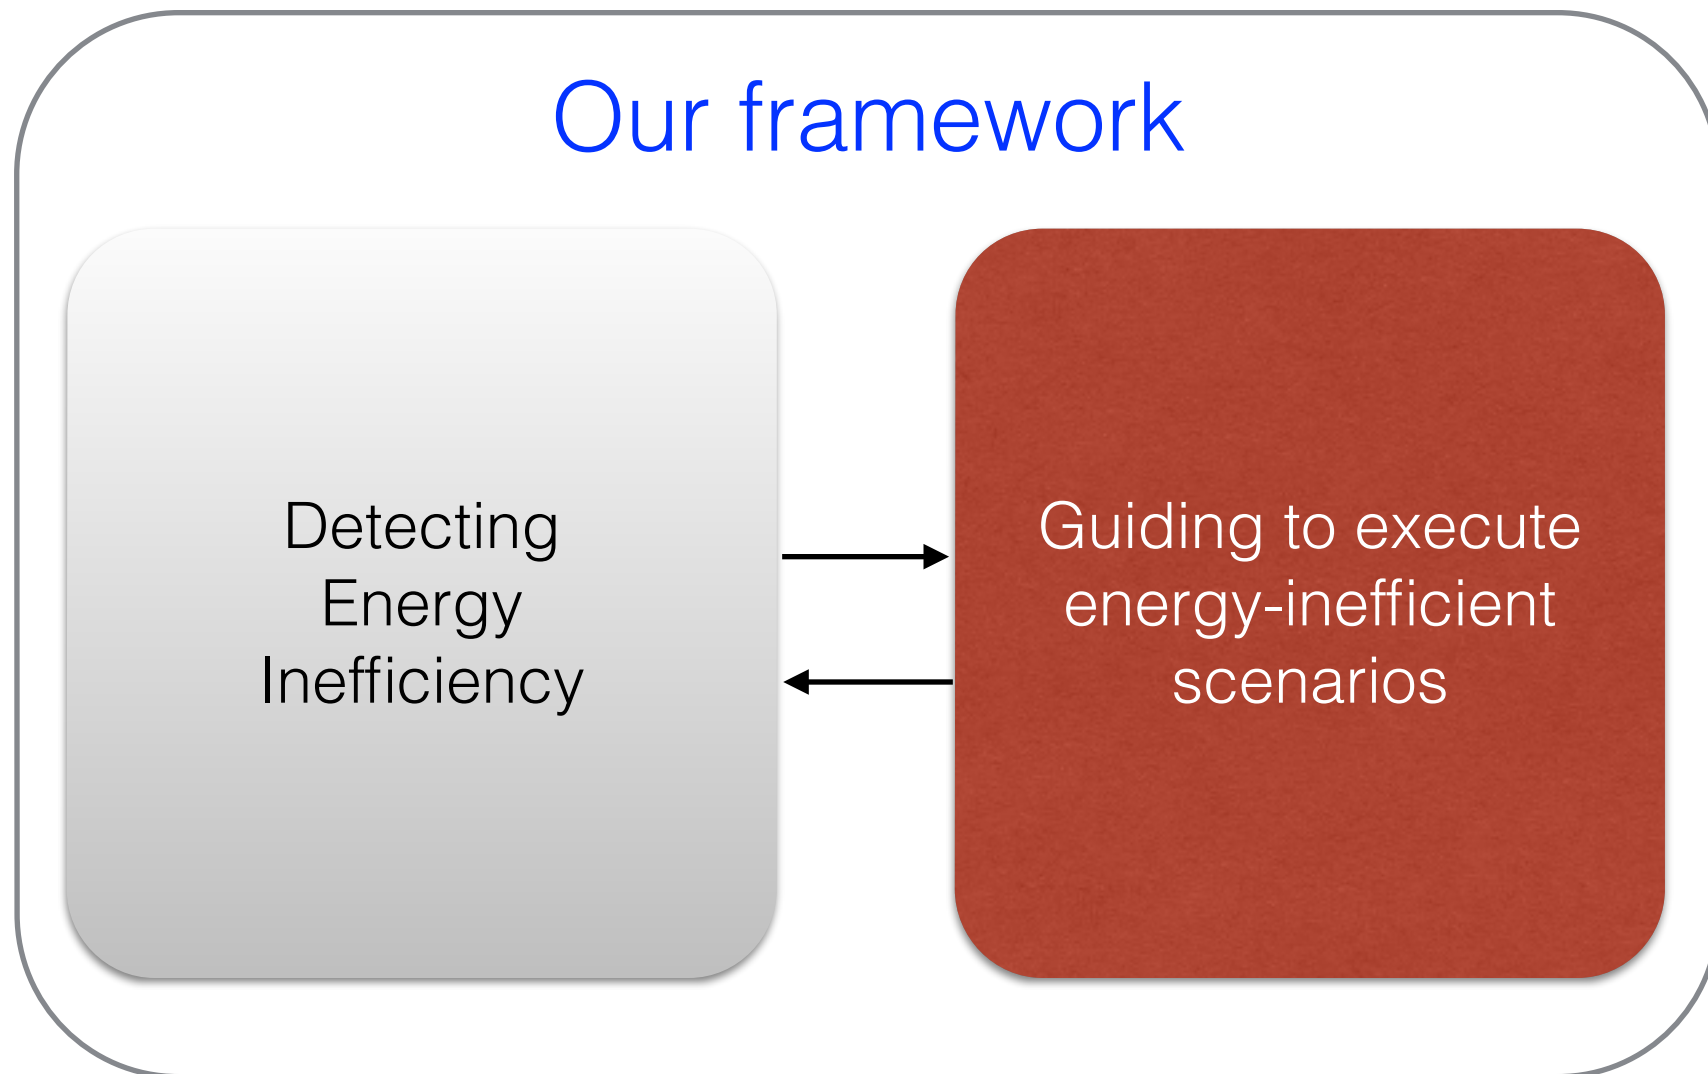 Our framework
Detecting
Energy
Inefficiency
Guiding to execute
energy-inefficient
scenarios